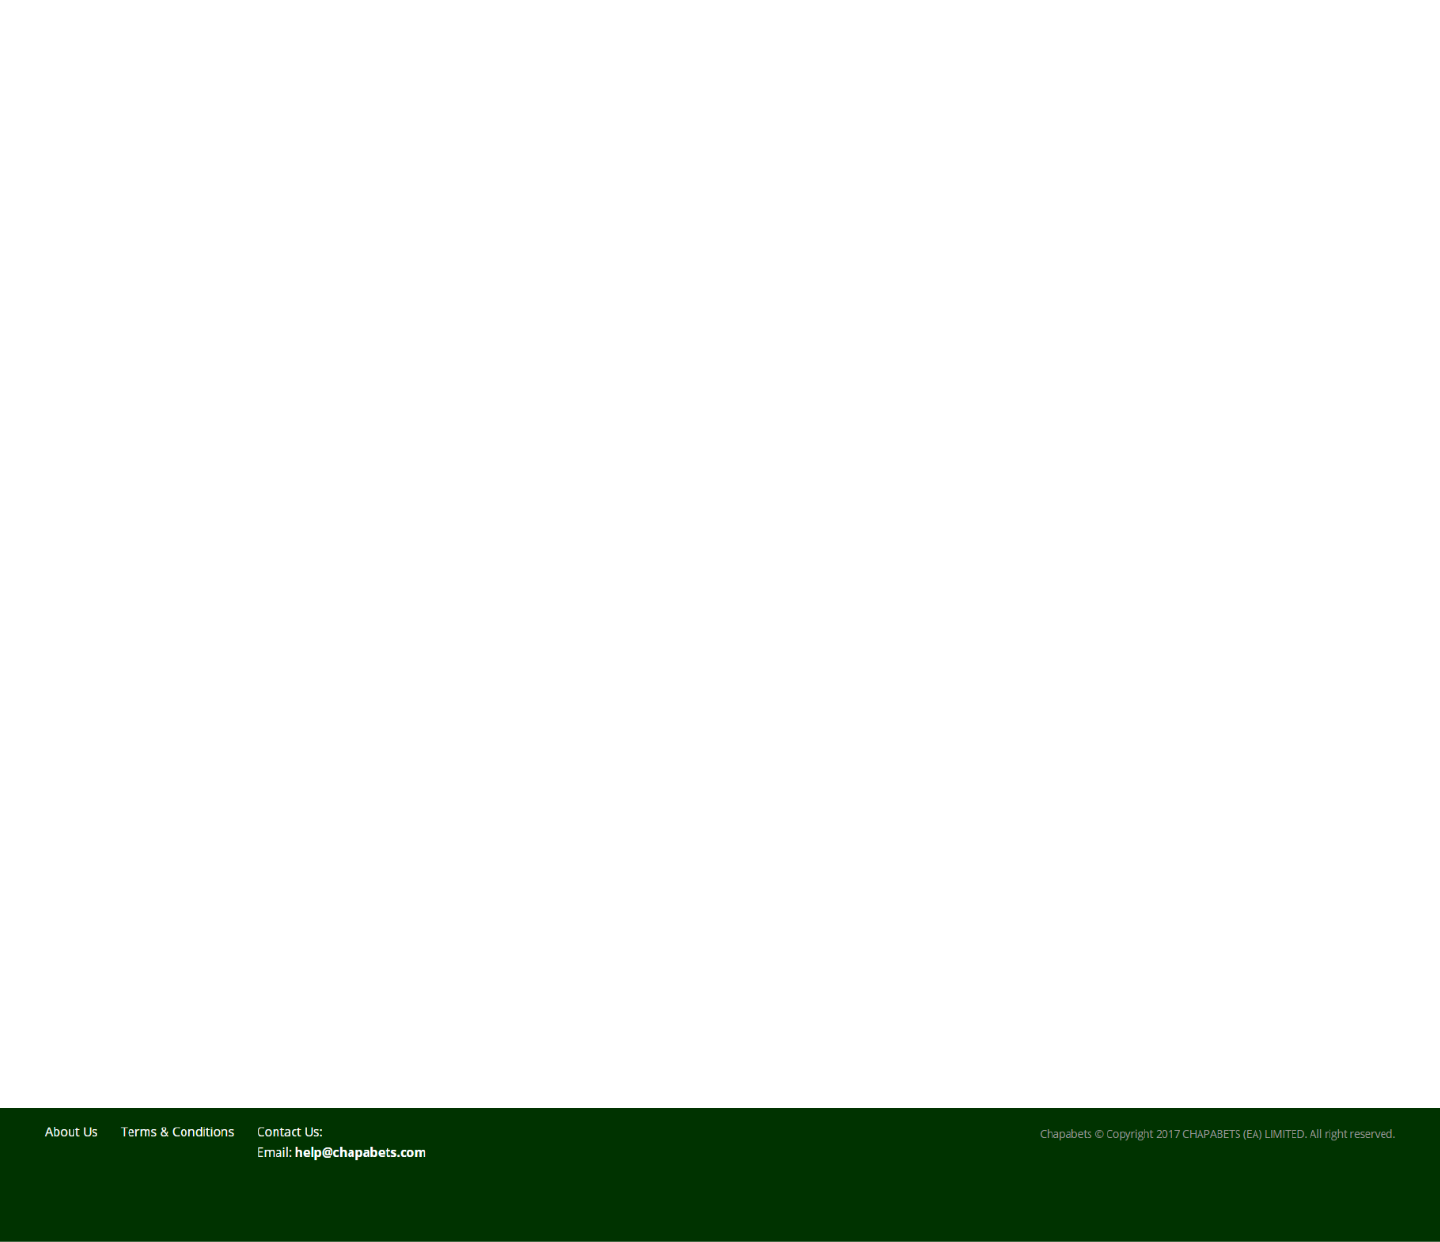 About Us
Terms & Conditions
Contact Us:
Email: help@chapabets.com
Chapabets © Copyright 2017 CHAPABETS (EA) LIMITED. All right reserved.